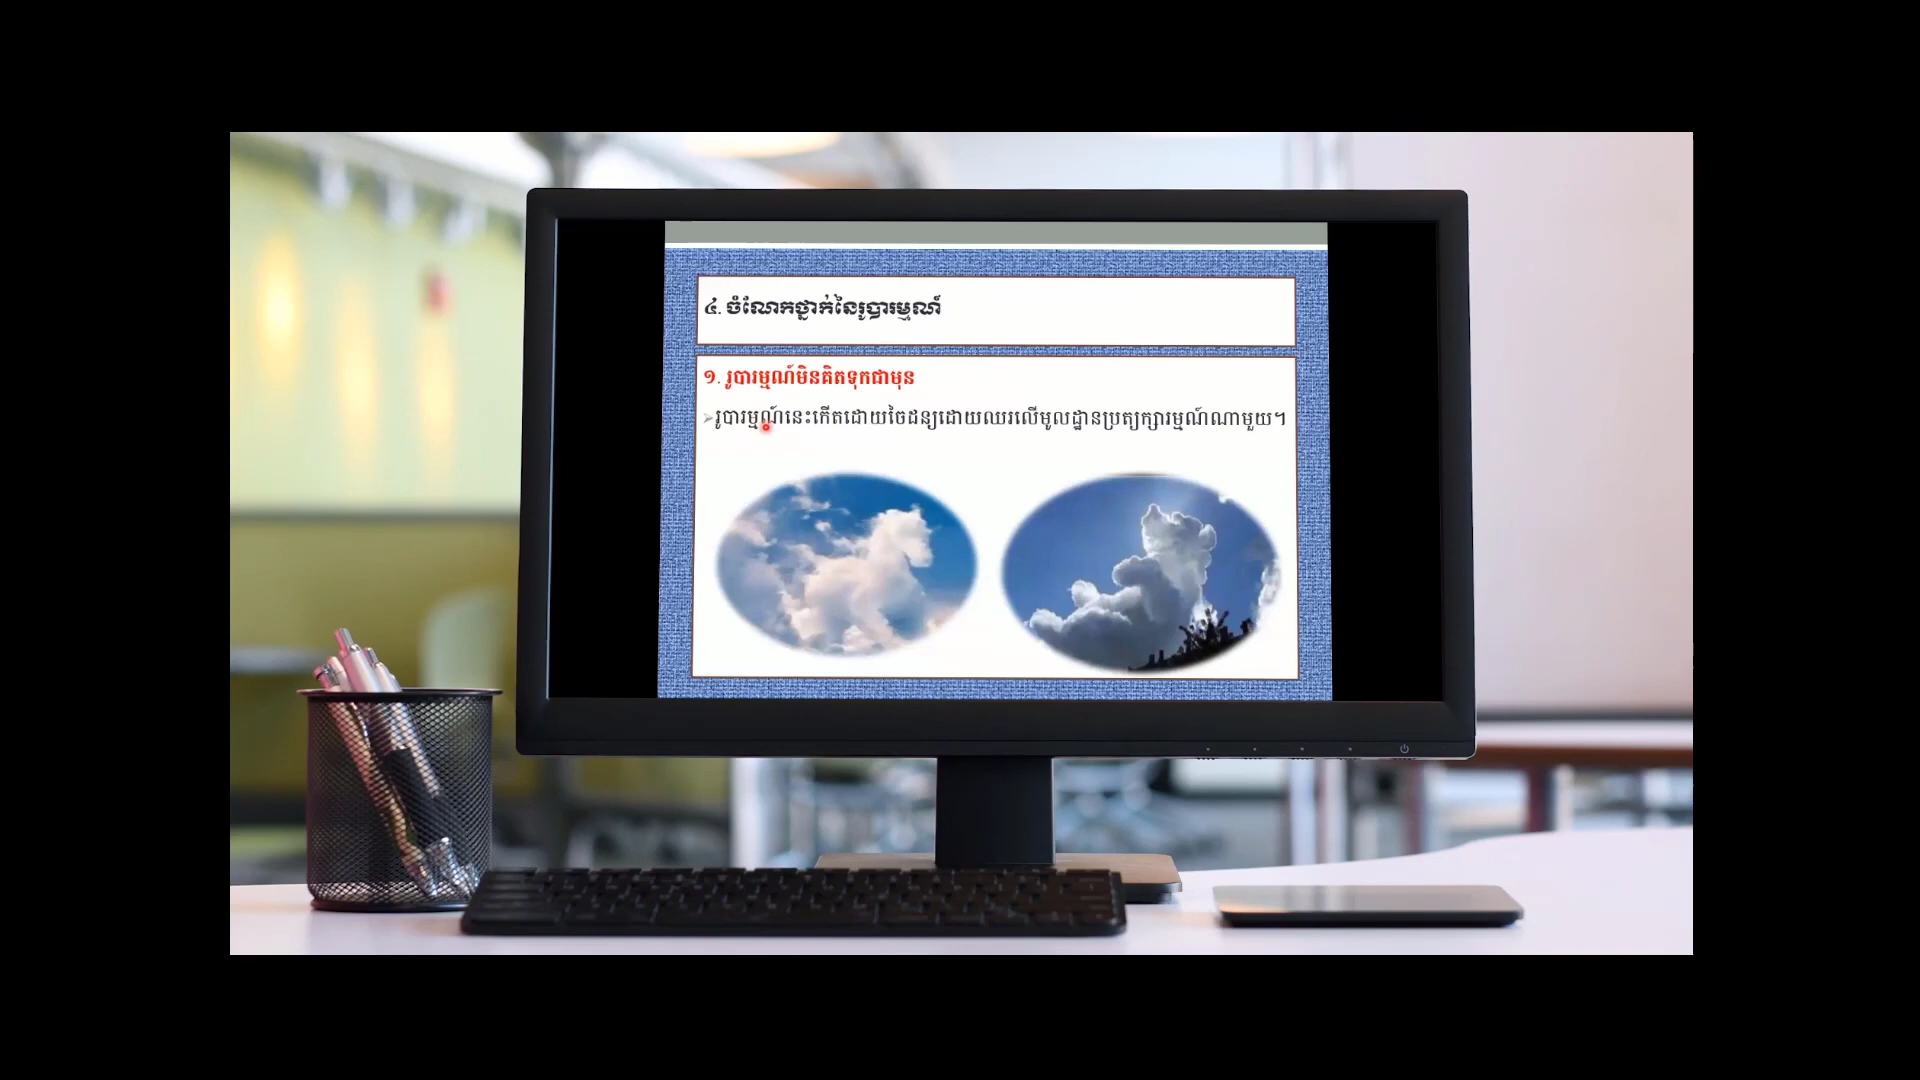 ៤. ចំណែកថ្នាក់នៃរូបារម្មណ៍
១. រូបារម្មណ៍មិនគិតទុកជាមុន
➢រូបារម្មណ៍នេះកើតដោយចៃដន្យដោយឈរលើមូលដ្ឋានប្រត្យក្សារម្មណ៍ណាមួយ។